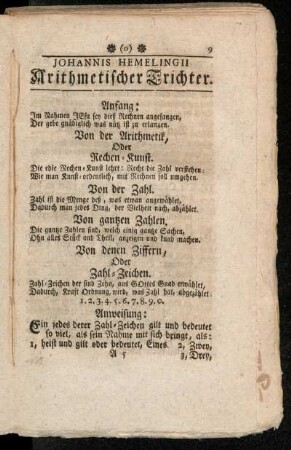 ❉ (0) ❉ 9
JOHANNIS HEMELINGII
Arithmetischer Trichter.
Anfang:
Im Nahmen JEsu sey dieß Rechnen angefangen,
Der gebe gnädiglich was nütz ist zu erlangen.
Von der Arithmetik,
Oder
Rechen-Kunst.
Die edle Rechen-Kunst lehrt: Recht die Zahl verstehen:
Wie man Kunst-ordentlich, mit Rechnen soll umgehen.
Von der Zahl.
Zahl ist die Menge deß, was etwan angewählet,
Dadurch man jedes Ding, der Vielheit nach, abzählet.
Von gantzen Zahlen.
Die gantze Zahlen sind, welch einig gantze Sachen,
Ohn alles Stück und Theil, anzeigen und kund machen.
Von denen Ziffern,
Oder
Zahl-Zeichen.
Zahl-Zeichen der sind Zehn, aus GOttes Gnad erwählet,
Dadurch, Krafft Ordnung, wird, was Zahl hat, abgezählet:
1. 2. 3. 4. 5. 6. 7. 8. 9. 0.
Anweisung:
Ein jedes derer Zahl-Zeichen gilt und bedeutet
so viel, als sein Nahme mit sich bringt, als:
1, heist und gilt oder bedeutet, Eines 2, Zwey,
A 5 3, Drey,